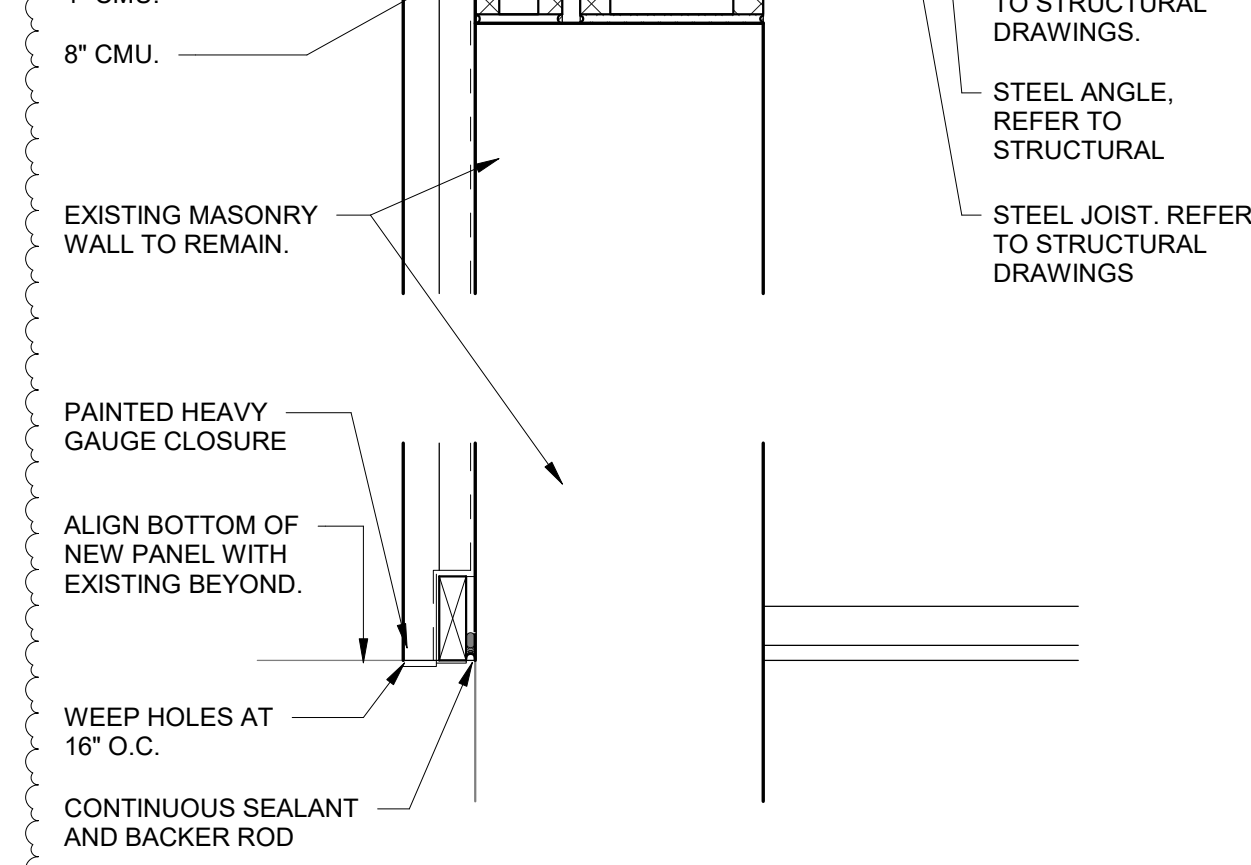 8" CMU.
EXISTING MASONRY
WALL TO REMAIN.
PAINTED HEAVY
GAUGE CLOSURE
ALIGN BOTTOM OF
NEW PANEL WITH
EXISTING BEYOND.
WEEP HOLES AT
16" O.C.
CONTINUOUS SEALANT
AND BACKER ROD
TO STRUCTURAL
DRAWINGS.
STEEL ANGLE,
REFER TO
STRUCTURAL
STEEL JOIST. REFER
TO STRUCTURAL
DRAWINGS